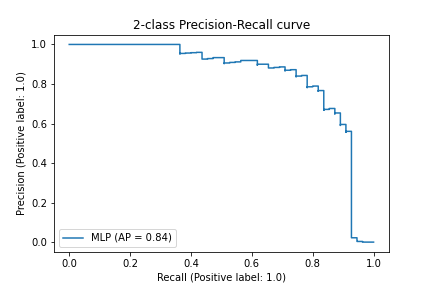 2-class Precision-Recall curve
Precision (Positive label: 1.0)
1.0
0.8
0.6
0.4
0.2
0.0
MLP (AP = 0.84)
0.0 0.2 0.4 0.6 0.8 1.0
Recall (Positive label: 1.0)